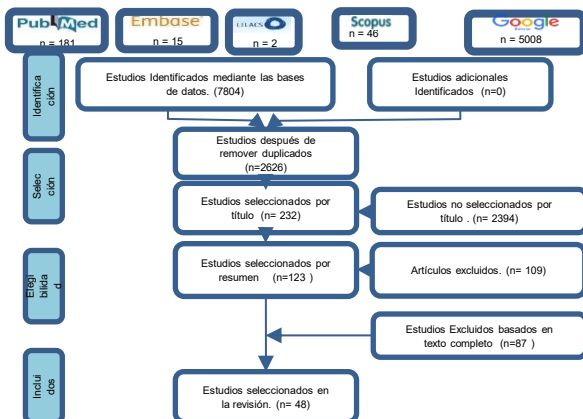 PubMed
Embase
LILACS
Scopus
Google
n = 181
n = 15
n = 2
n = 46
n = 5008
Identifica
ción
Estudios Identificados mediante las bases
de datos. (7804)
Estudios adicionales
Identificados (n=0)
Estudios después de
remover duplicados
(n=2626)
Selec
ción
Estudios seleccionados por
título (n= 232)
Estudios no seleccionados por
título . (n= 2394)
Elegi
bilida
d
Estudios seleccionados por
resumen (n=123 )
Artículos excluidos. (n= 109)
Estudios Excluidos basados en
texto completo (n=87 )
Inclui
dos
Estudios seleccionados en
la revisión. (n= 48)